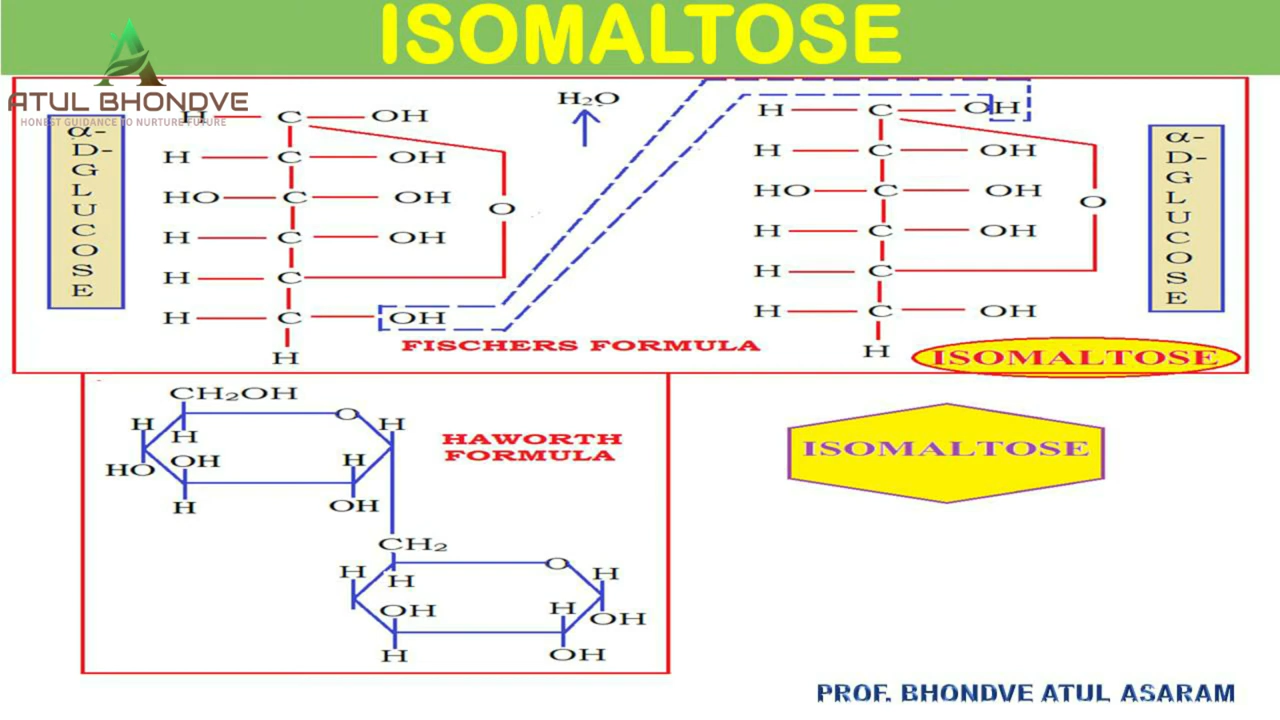 ISOMALTOSE
ATUL BHONDVE
HONEST GUIDANCE TO NURTURE FUTURE
α-
D-
G
L
U
C
O
S
E
H C OH
H C OH
HO C OH
H C OH
H C
H C OH
H
O
H₂O
H C OH
H C OH
HO C OH
H C OH
H C
H C OH
H
O
α-
D-
G
L
U
C
O
S
E
FISCHERS FORMULA
ISOMALTOSE
CH₂OH
O
H H
H
HO OH H
H OH
HAWORTH
FORMULA
ISOMALTOSE
CH₂
O
H H H
OH H OH
H OH
PROF. BHONDVE ATUL ASARAM